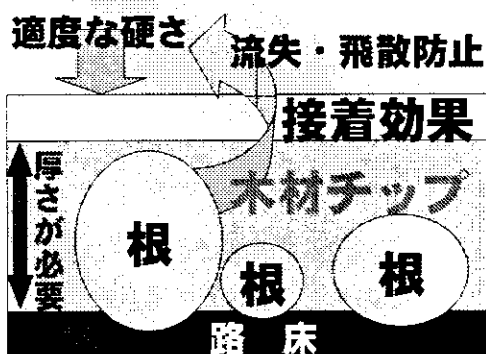 適度な硬さ
流失・飛散防止
接着効果
厚さが必要
木材チップ
根
根
根
路床